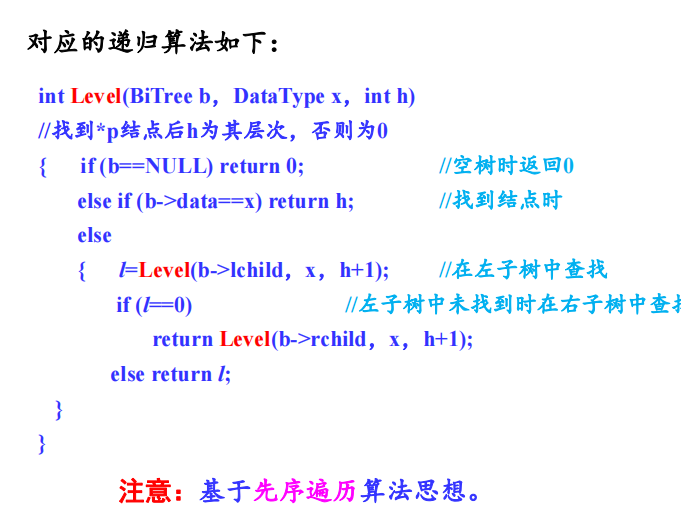 对应的递归算法如下：
int Level(BiTree b，DataType x，int h)
//找到*p结点后h为其层次，否则为0
{ if (b==NULL) return 0; //空树时返回0
else if (b->data==x) return h; //找到结点时
else
{ l=Level(b->lchild，x，h+1); //在左子树中查找
if (l==0) //左子树中未找到时在右子树中查找
return Level(b->rchild，x，h+1);
else return l;
}
}
注意：基于先序遍历算法思想。